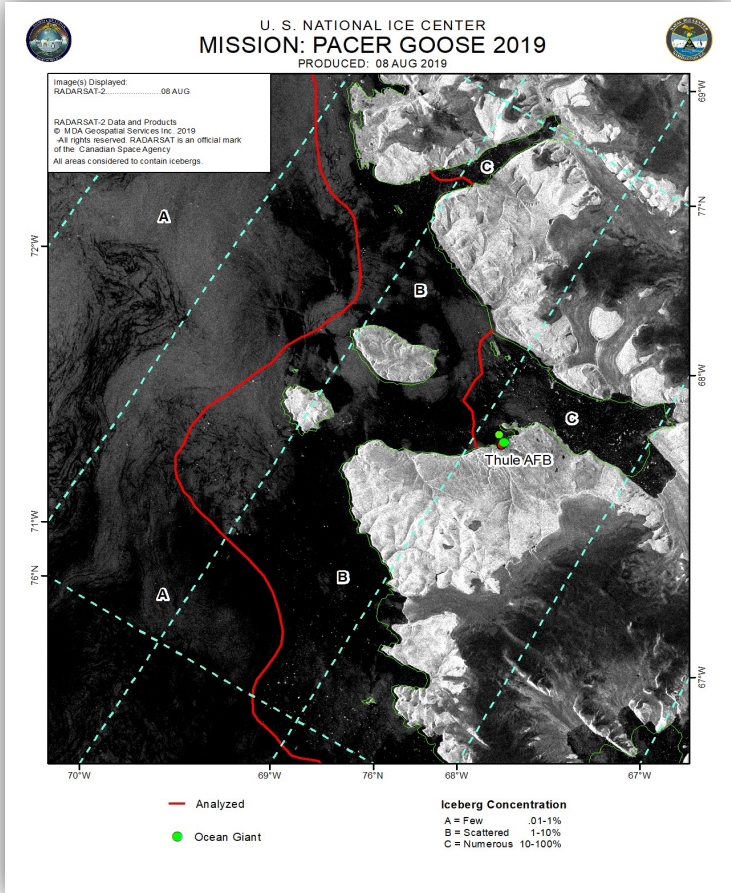 U. S. NATIONAL ICE CENTER
MISSION: PACER GOOSE 2019
PRODUCED: 08 AUG 2019
Image(s) Displayed:
RADARSAT-2............................08 AUG
RADARSAT-2 Data and Products
© MDA Geospatial Services Inc. 2019
-All rights reserved. RADARSAT is an official mark
of the Canadian Space Agency
All areas considered to contain icebergs.
69°W
C
77°N
A
72°W
B
68°W
C
Thule AFB
71°W
76°N
B
A
67°W
70°W
69°W
76°N
68°W
67°W
Analyzed
Ocean Giant
Iceberg Concentration
A = Few .01-1%
B = Scattered 1-10%
C = Numerous 10-100%